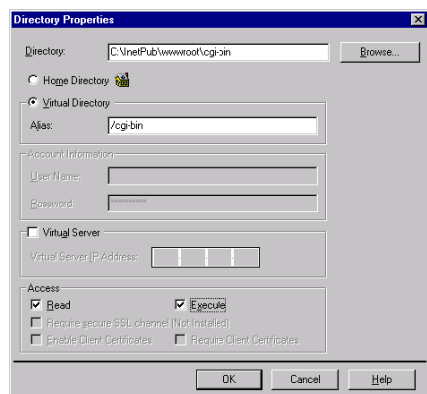 Directory Properties
Directory: C:\InetPub\wwwroot\cgi-bin Browse...
Home Directory
Virtual Directory
Alias: /cgi-bin
Account Information
User Name:
Password: **********
Virtual Server
Virtual Server IP Address:
Access
Read Execute
Require secure SSL channel (Not Installed)
Enable Client Certificates Require Client Certificates
OK Cancel Help